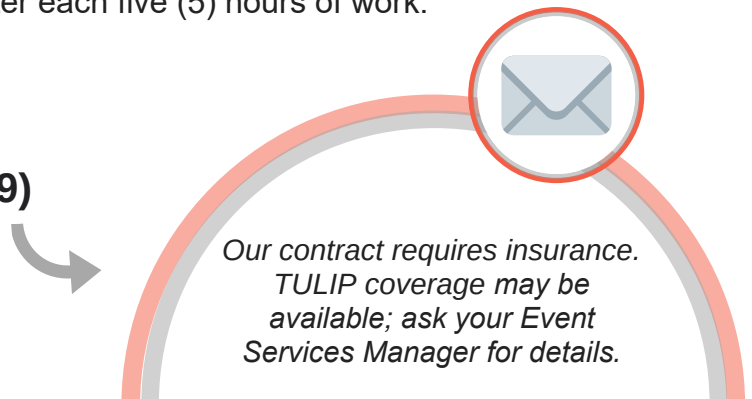 each five (5) hours of work.
9)
Our contract requires insurance.
TULIP coverage may be
available; ask your Event
Services Manager for details.